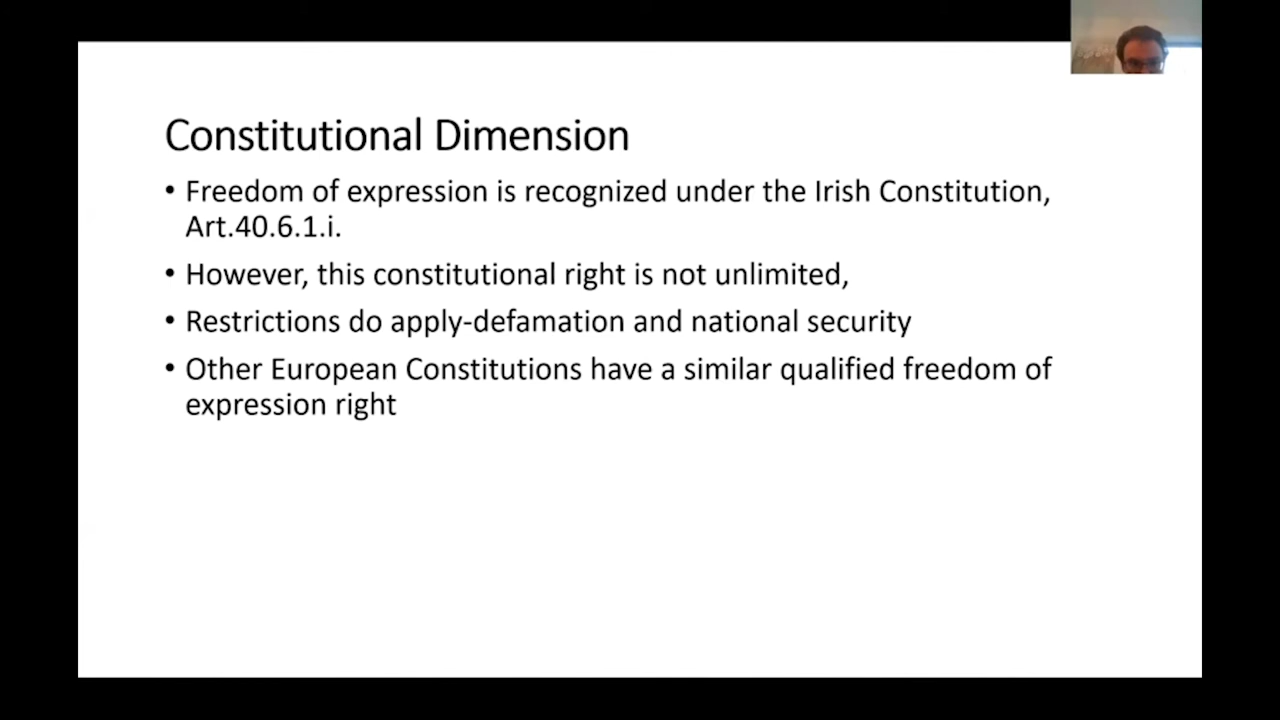 Constitutional Dimension
• Freedom of expression is recognized under the Irish Constitution,
Art.40.6.1.i.
• However, this constitutional right is not unlimited,
• Restrictions do apply-defamation and national security
• Other European Constitutions have a similar qualified freedom of
expression right